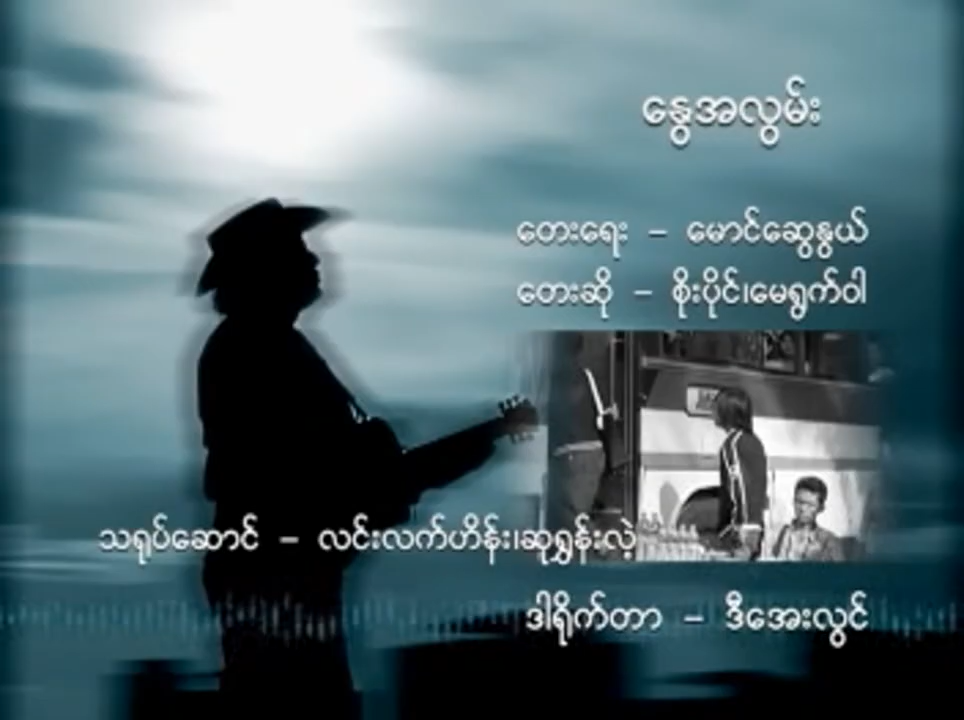 နွေအလွမ်း
တေးရေး – မောင်ဆွေနွယ်
တေးဆို – စိုးပိုင်၊မေရွက်ဝါ
သရုပ်ဆောင် – လင်းလက်ဟိန်း၊ဆုရွှန်းလဲ့
ဒါရိုက်တာ – ဒီအေးလွင်